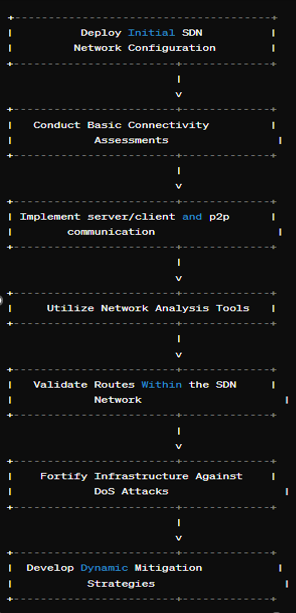 Deploy Initial SDN
Network Configuration
Conduct Basic Connectivity
Assessments
Implement server/client and p2p
communication
Utilize Network Analysis Tools
Validate Routes Within the SDN
Network
Fortify Infrastructure Against
DoS Attacks
Develop Dynamic Mitigation
Strategies